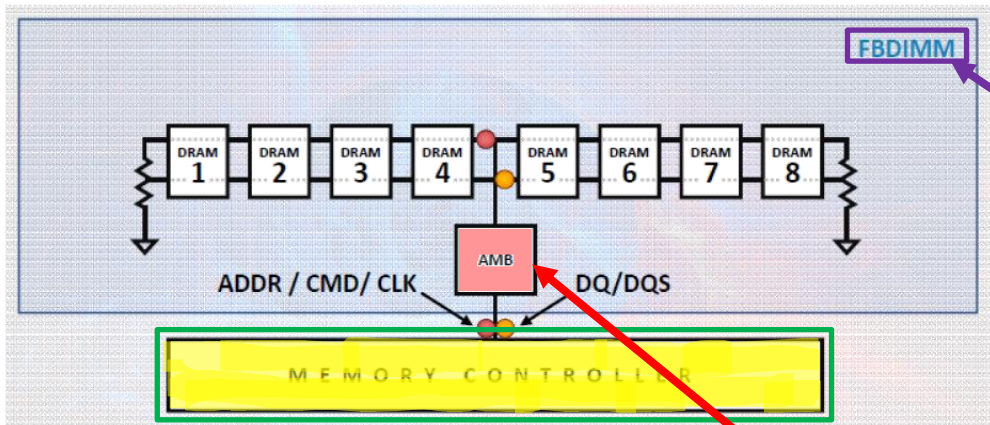 FBDIMM
DRAM DRAM DRAM DRAM DRAM DRAM DRAM DRAM
1 2 3 4 5 6 7 8
AMB
ADDR / CMD/ CLK DQ/DQS
MEMORY CONTROLLER